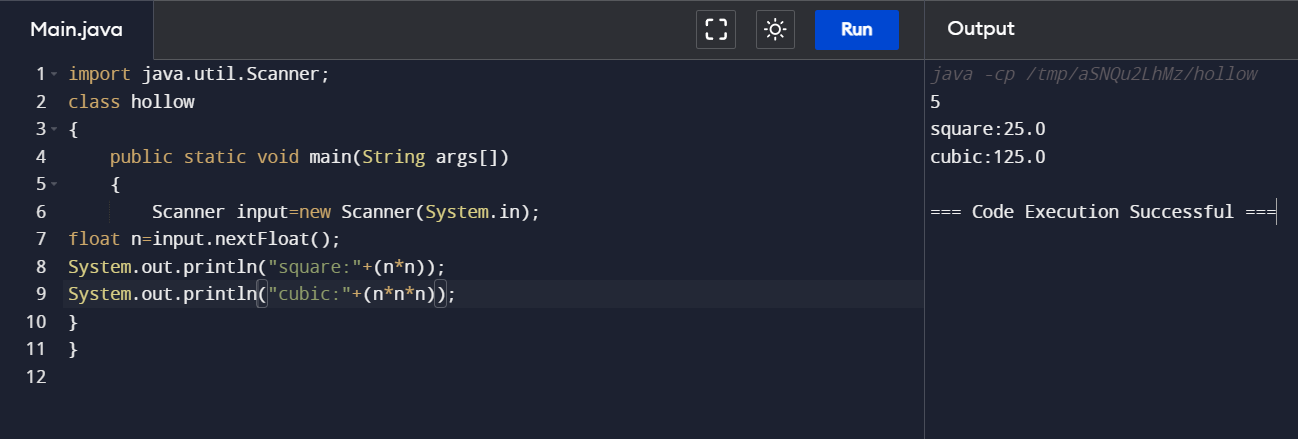 Main.java
Run
1 import java.util.Scanner;
2 class hollow
3 {
4     public static void main(String args[])
5     {
6         Scanner input=new Scanner(System.in);
7 float n=input.nextFloat();
8 System.out.println("square:"+(n*n));
9 System.out.println("cubic:"+(n*n*n));
10 }
11 }
12
Output
java -cp /tmp/aSNQu2LhMz/hollow
5
square:25.0
cubic:125.0
=== Code Execution Successful ===